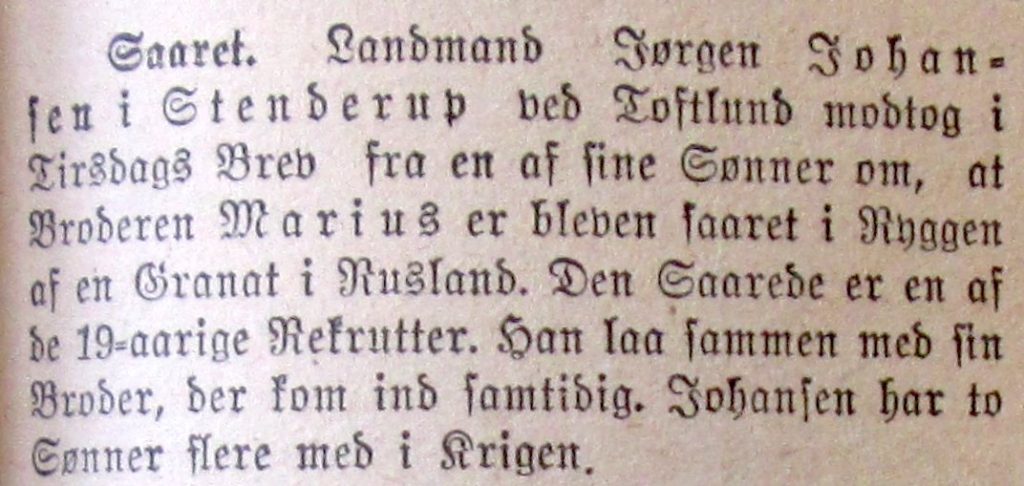 Saaret. Landmand Jørgen Johan-
sen i Stenderup ved Toftlund modtog i
Tirsdags Brev fra en af sine Sønner om, at
Broderen Marius er bleven saaret i Ryggen
af en Granat i Rusland. Den Saarede er en af
de 19-aarige Rekrutter. Han laa sammen med sin
Broder, der kom ind samtidig. Johansen har to
Sønner flere med i Krigen.